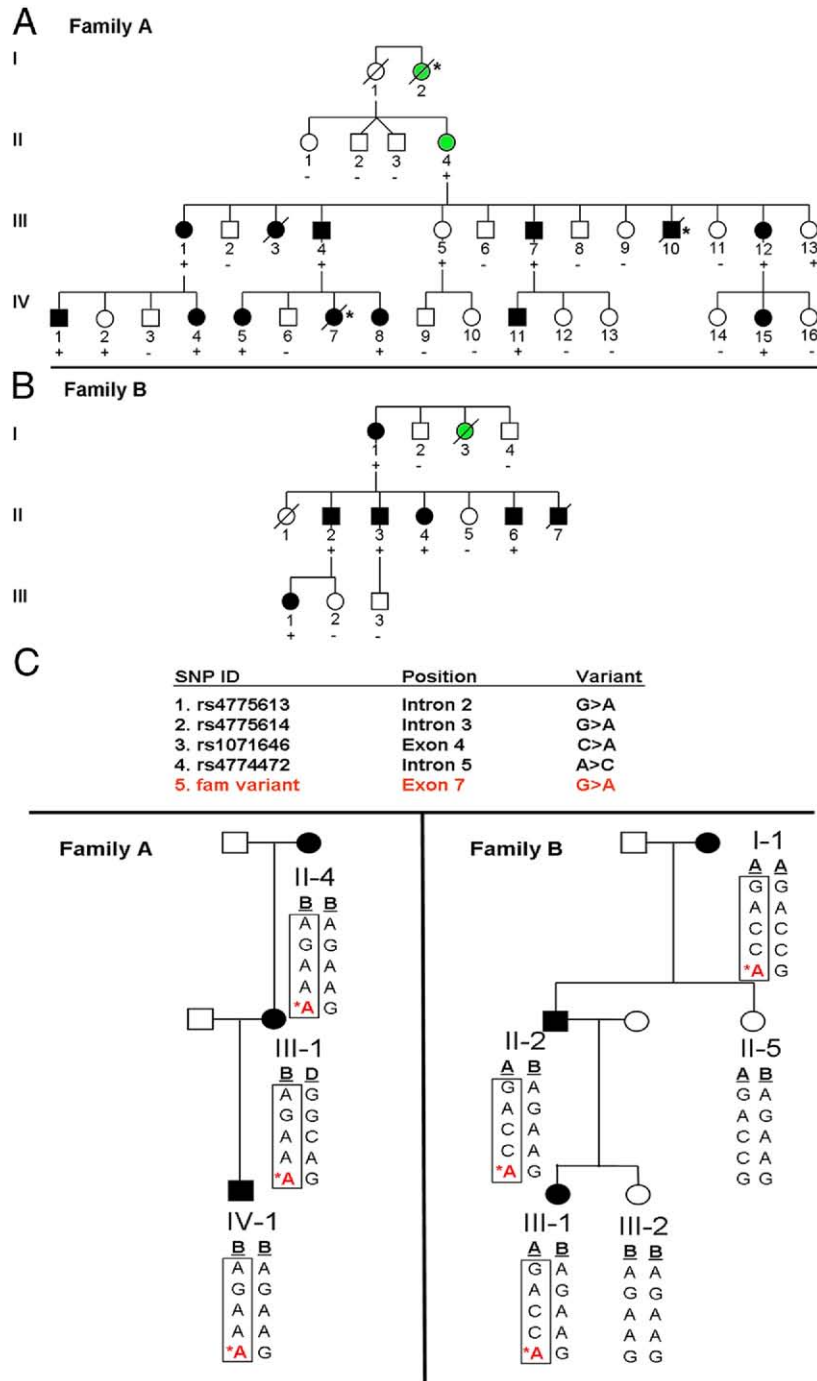 A Family A
I
*
1 2
II
1 2 3 4
- - - +
III
*
1 2 3 4 5 6 7 8 9 10 11 12 13
+ - + + - + - - - + +
IV
*
1 2 3 4 5 6 7 8 9 10 11 12 13 14 15 16
+ + - + + - + - - + - - - + -
B Family B
I
1 2 3 4
+ - -
II
1 2 3 4 5 6 7
+ + + - +
III
1 2 3
+ - -
C
SNP ID Position Variant
1. rs4775613 Intron 2 G>A
2. rs4775614 Intron 3 G>A
3. rs1071646 Exon 4 C>A
4. rs4774472 Intron 5 A>C
5. fam variant Exon 7 G>A
Family A
II-4
B B
A A
G G
A A
A A
*A G
III-1
B D
A G
G G
A C
A A
*A G
IV-1
B B
A A
G G
A A
A A
*A G
Family B
I-1
A A
G G
A A
C C
C C
*A G
II-2
A B
G A
A G
C A
C A
*A G
II-5
A B
G A
A G
C A
C A
G G
III-1
A B
G A
A G
C A
C A
*A G
III-2
B B
A A
G G
A A
A A
G G